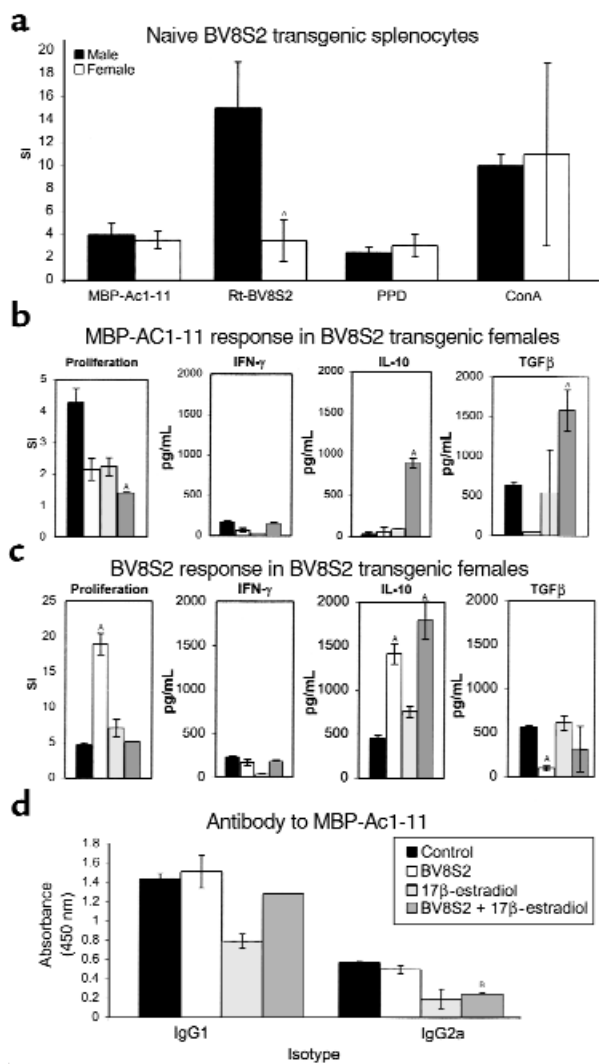 a
Naive BV8S2 transgenic splenocytes
Male
Female
20
18
16
14
12
10
8
6
4
2
0
SI
A
MBP-Ac1-11 Rt-BV8S2 PPD ConA
b
MBP-AC1-11 response in BV8S2 transgenic females
Proliferation IFN-γ IL-10 TGFβ
5
4
3
2
1
0
SI
A
2000
1500
1000
500
0
pg/mL
2000
1500
1000
500
0
pg/mL
A
2000
1500
1000
500
0
pg/mL
A
c
BV8S2 response in BV8S2 transgenic females
Proliferation IFN-γ IL-10 TGFβ
25
20
15
10
5
0
SI
A
2000
1500
1000
500
0
pg/mL
2000
1500
1000
500
0
pg/mL
A
A
2000
1500
1000
500
0
pg/mL
A
d
Antibody to MBP-Ac1-11
Control
BV8S2
17β-estradiol
BV8S2 + 17β-estradiol
1.8
1.6
1.4
1.2
1
0.8
0.6
0.4
0.2
0
Absorbance
(450 nm)
IgG1 IgG2a
Isotype